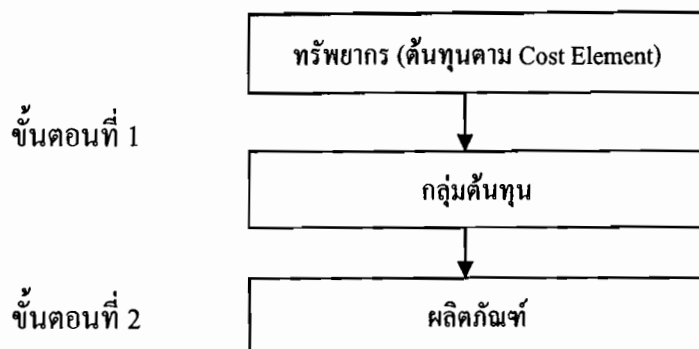 ทรัพยากร (ต้นทุนตาม Cost Element)
ขั้นตอนที่ 1
กลุ่มต้นทุน
ขั้นตอนที่ 2
ผลิตภัณฑ์